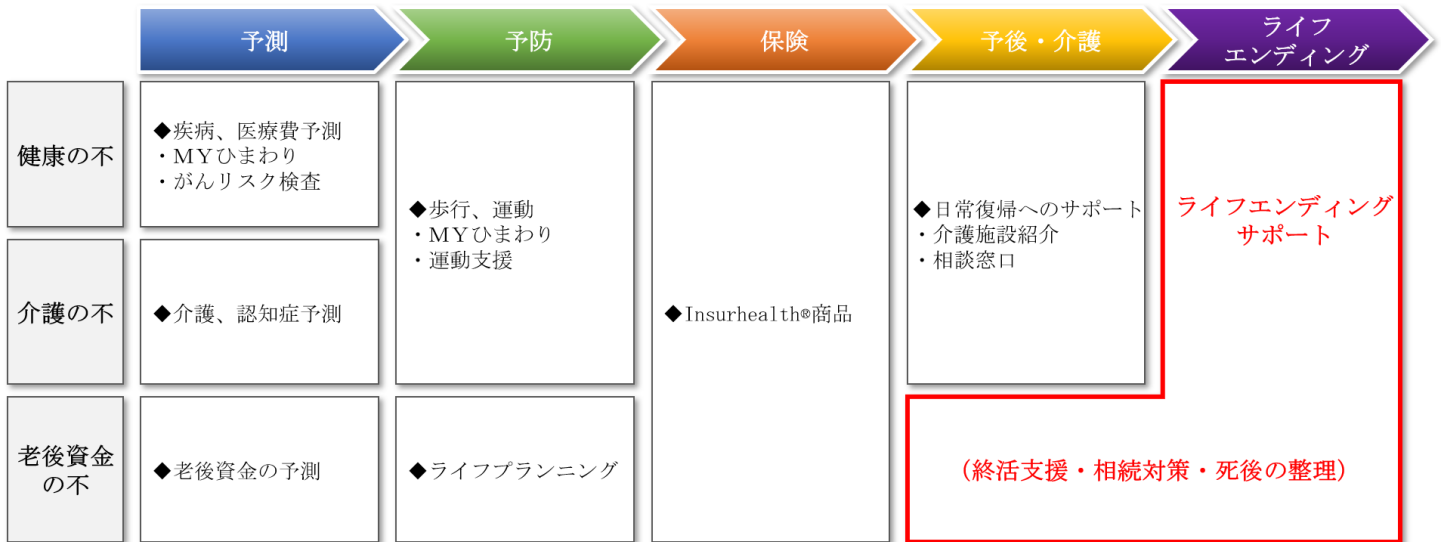 予測
予防
保険
予後・介護
ライフ
エンディング
健康の不
◆疾病、医療費予測
・ＭＹひまわり
・がんリスク検査
◆歩行、運動
・ＭＹひまわり
・運動支援
◆日常復帰へのサポート
・介護施設紹介
・相談窓口
ライフエンディング
サポート
介護の不
◆介護、認知症予測
◆Insurhealth®商品
老後資金
の不
◆老後資金の予測
◆ライフプランニング
（終活支援・相続対策・死後の整理）